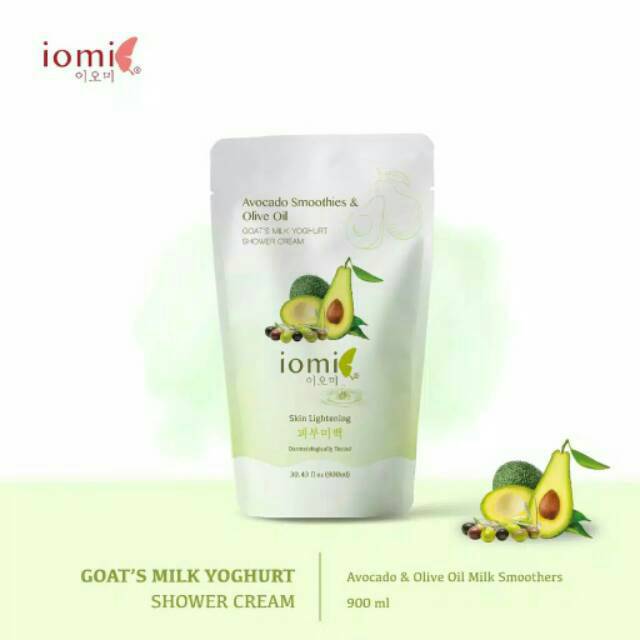 iomi
이오미
Avocado Smoothies &
Olive Oil
GOAT'S MILK YOGHURT
SHOWER CREAM
iomi
이오미
Skin Lightening
피부미백
Dermatologically Tested
30.43 fl oz (900ml)
GOAT'S MILK YOGHURT
SHOWER CREAM
Avocado & Olive Oil Milk Smoothers
900 ml